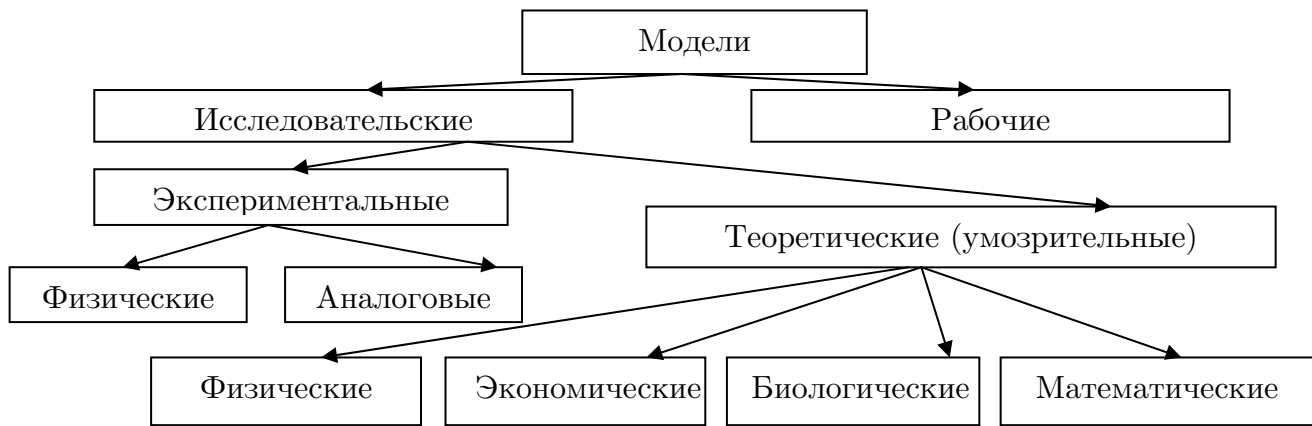 Модели
Исследовательские
Рабочие
Экспериментальные
Теоретические (умозрительные)
Физические
Аналоговые
Физические
Экономические
Биологические
Математические